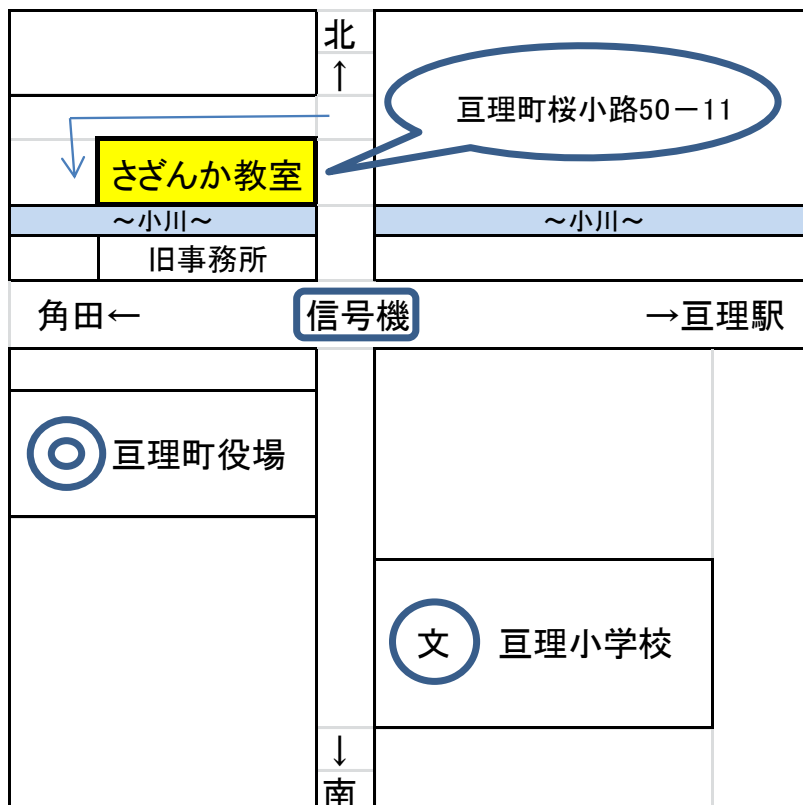 北
↑
亘理町桜小路50－11
さざんか教室
～小川～
～小川～
旧事務所
角田←
信号機
→亘理駅
◎
亘理町役場
文
亘理小学校
↓
南